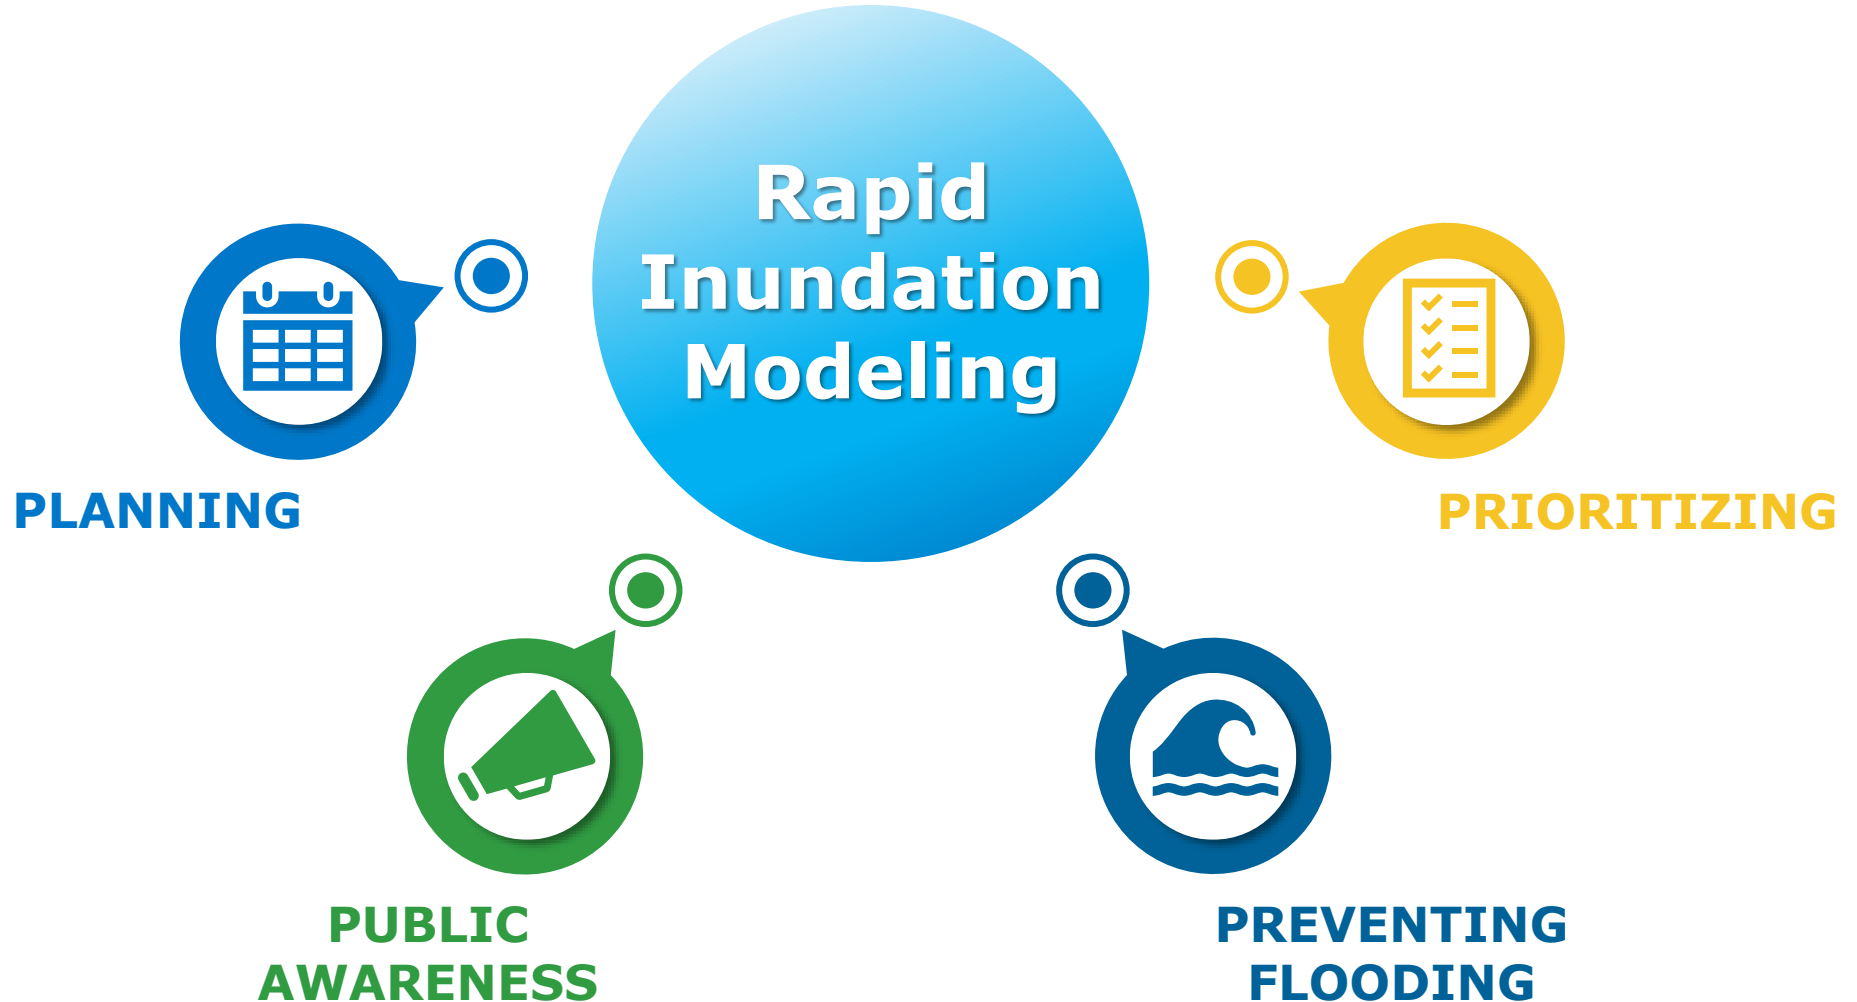 Rapid
Inundation
Modeling
PLANNING
PRIORITIZING
PUBLIC
AWARENESS
PREVENTING
FLOODING